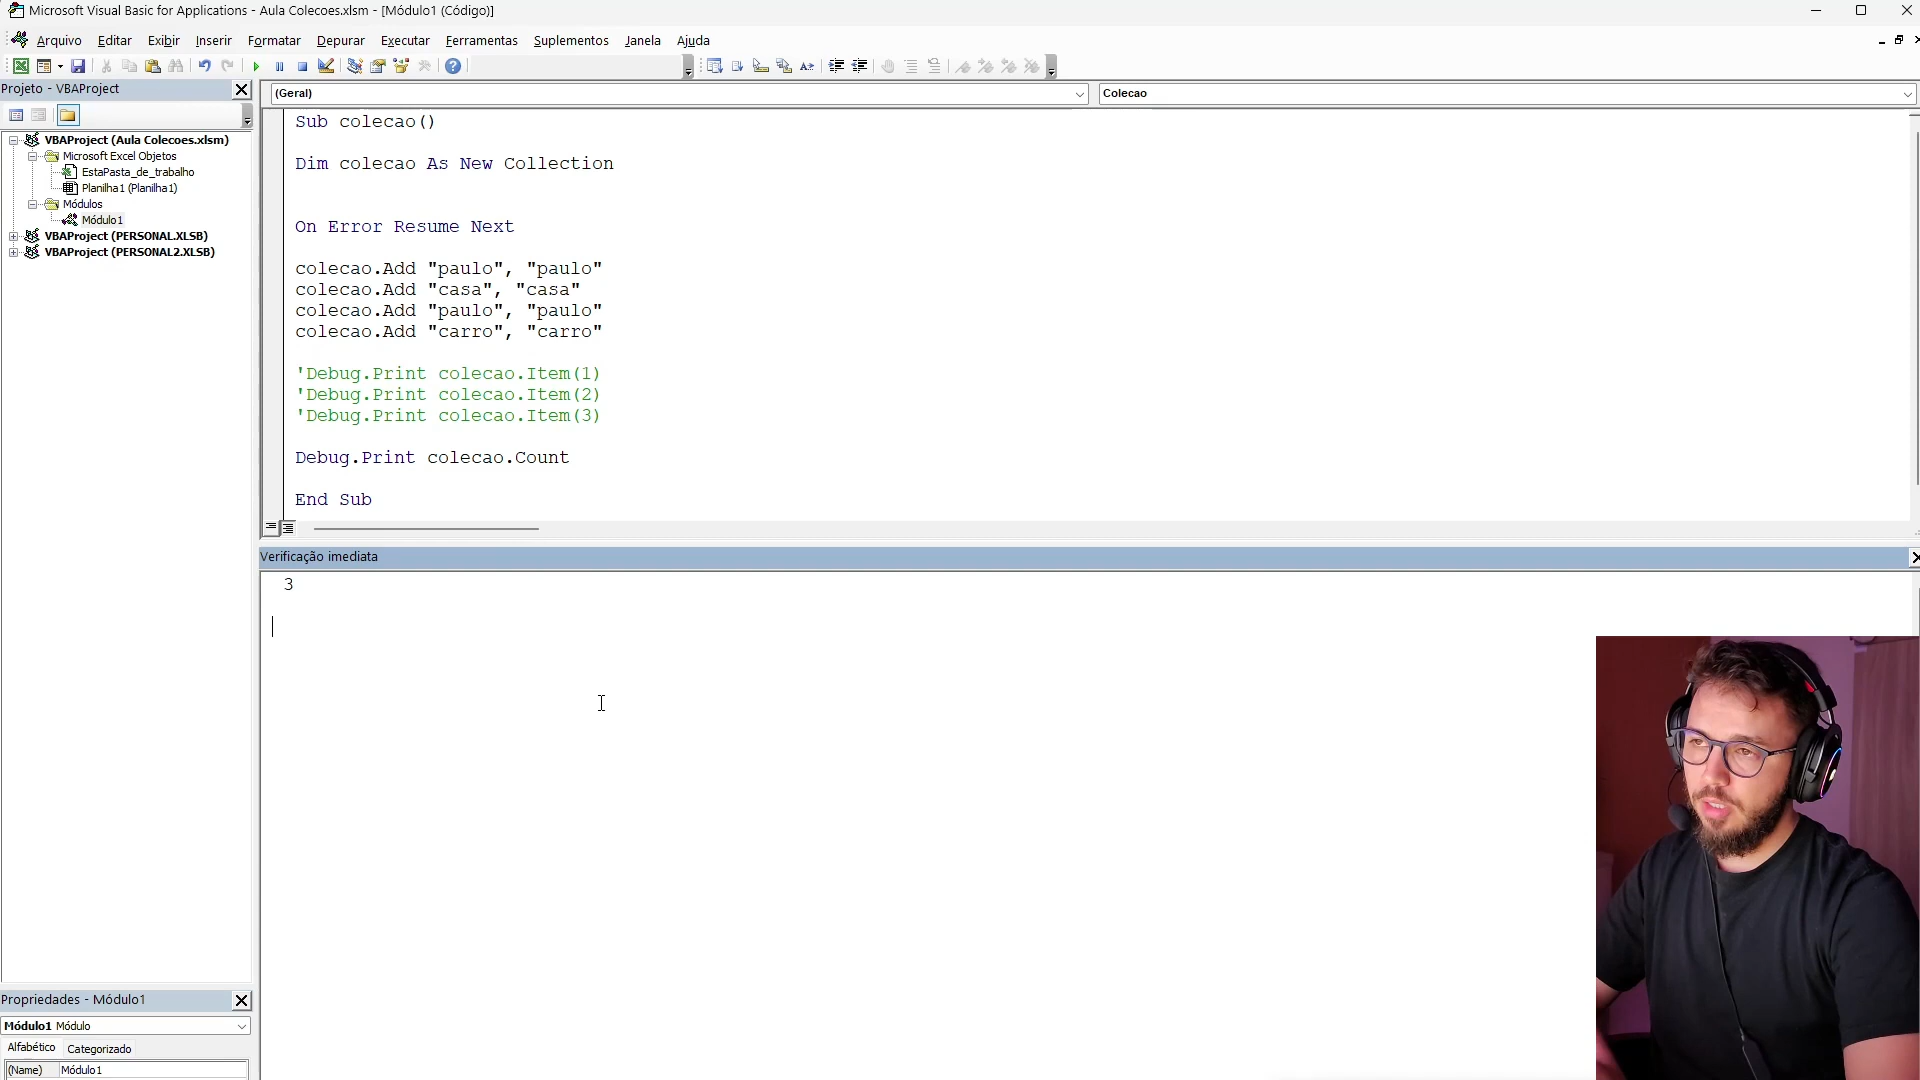 Microsoft Visual Basic for Applications - Aula Colecoes.xlsm - [Módulo1 (Código)]
Arquivo Editar Exibir Inserir Formatar Depurar Executar Ferramentas Suplementos Janela Ajuda
Projeto - VBAProject
(Geral)
Colecao
VBAProject (Aula Colecoes.xlsm)
Microsoft Excel Objetos
EstaPasta_de_trabalho
Planilha1 (Planilha1)
Módulos
Módulo1
VBAProject (PERSONAL.XLSB)
VBAProject (PERSONAL2.XLSB)
Sub colecao()
Dim colecao As New Collection
On Error Resume Next
colecao.Add "paulo", "paulo"
colecao.Add "casa", "casa"
colecao.Add "paulo", "paulo"
colecao.Add "carro", "carro"
'Debug.Print colecao.Item(1)
'Debug.Print colecao.Item(2)
'Debug.Print colecao.Item(3)
Debug.Print colecao.Count
End Sub
Verificação imediata
3
Propriedades - Módulo1
Módulo1 Módulo
Alfabético Categorizado
(Name) Módulo1